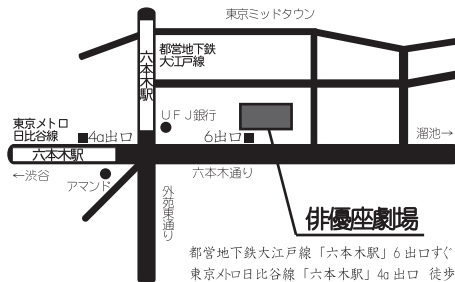 東京ミッドタウン
都営地下鉄
大江戸線
六本木駅
ＵＦＪ銀行
東京メトロ
日比谷線
4a出口
6出口
溜池→
六本木駅
←渋谷
アマンド
六本木通り
外苑東通り
俳優座劇場
都営地下鉄大江戸線「六本木駅」6出口すぐ
東京メトロ日比谷線「六本木駅」4a出口 徒歩